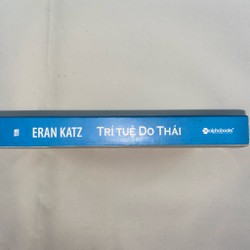 ERAN KATZ TRÍ TUỆ DO THÁI alphabooks